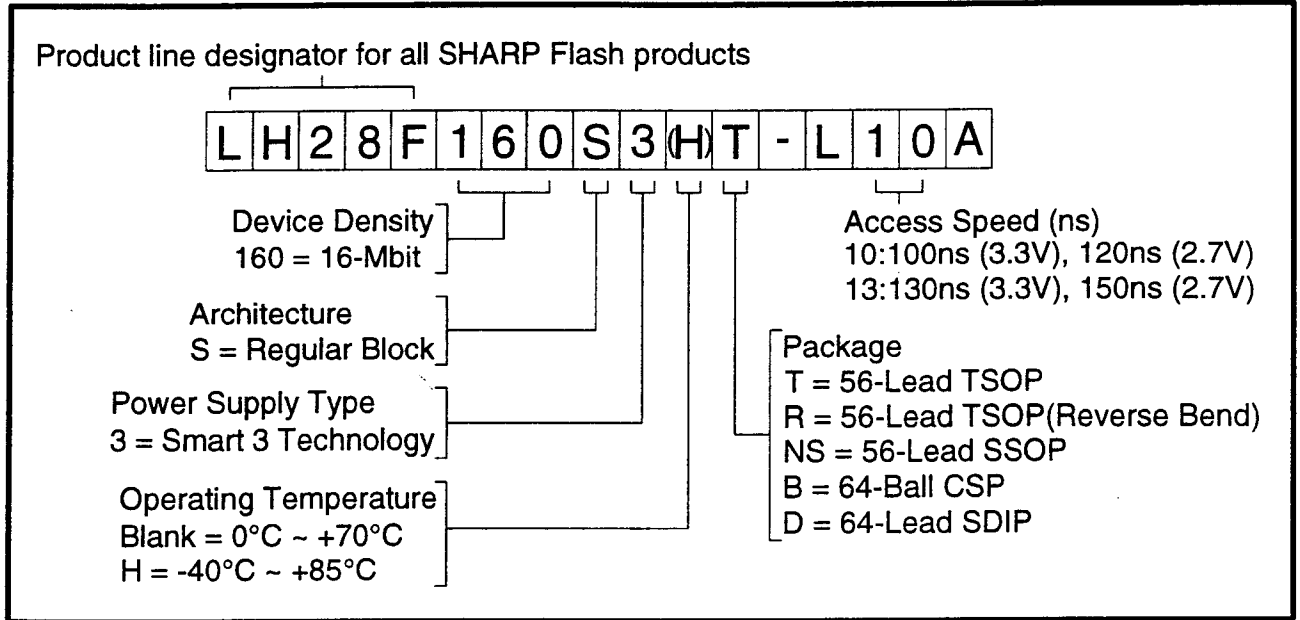 Product line designator for all SHARP Flash products
LH28F160S3(H)T-L10A
Device Density
160 = 16-Mbit
Architecture
S = Regular Block
Power Supply Type
3 = Smart 3 Technology
Operating Temperature
Blank = 0°C ~ +70°C
H = -40°C ~ +85°C
Access Speed (ns)
10:100ns (3.3V), 120ns (2.7V)
13:130ns (3.3V), 150ns (2.7V)
Package
T = 56-Lead TSOP
R = 56-Lead TSOP(Reverse Bend)
NS = 56-Lead SSOP
B = 64-Ball CSP
D = 64-Lead SDIP